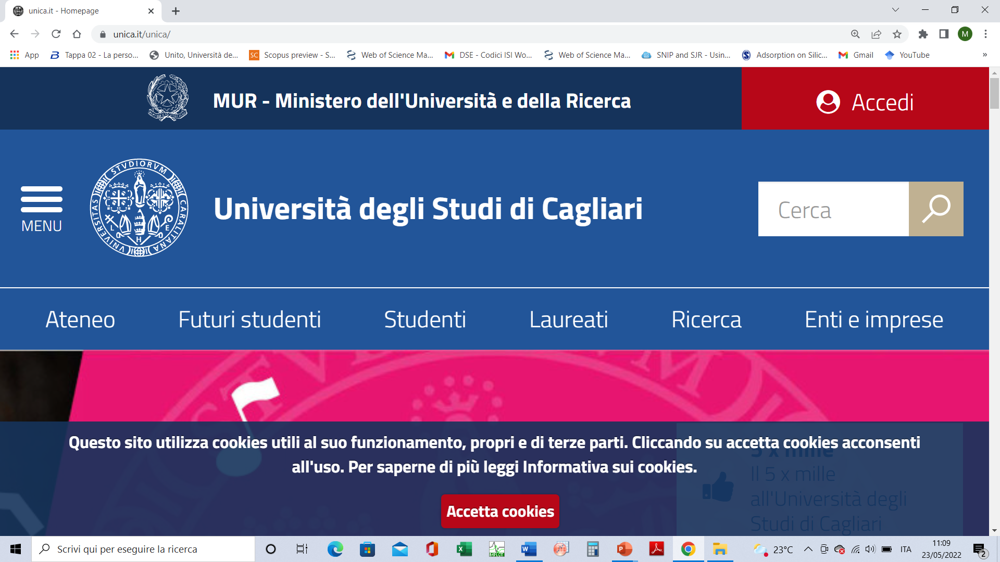 unica.it - Homepage
unica.it/unica/
M
App
Tappa 02 - La perso...
Unito, Università de...
SC
Scopus preview - S...
Web of Science Ma...
DSE - Codici ISI Wo...
Web of Science Ma...
SNIP and SJR - Usin...
Adsorption on Silic...
Gmail
YouTube
»
MUR - Ministero dell'Università e della Ricerca
Accedi
MENU
STVDIORVM
UNIVERSITAS
CARALITANA
L E
H
Università degli Studi di Cagliari
Cerca
Ateneo
Futuri studenti
Studenti
Laureati
Ricerca
Enti e imprese
Questo sito utilizza cookies utili al suo funzionamento, propri e di terze parti. Cliccando su accetta cookies acconsenti
all'uso. Per saperne di più leggi Informativa sui cookies.
5 x mille
Il 5 x mille
all'Università degli
Studi di Cagliari
Accetta cookies
Scrivi qui per eseguire la ricerca
23°C
ITA
11:09
23/05/2022
2